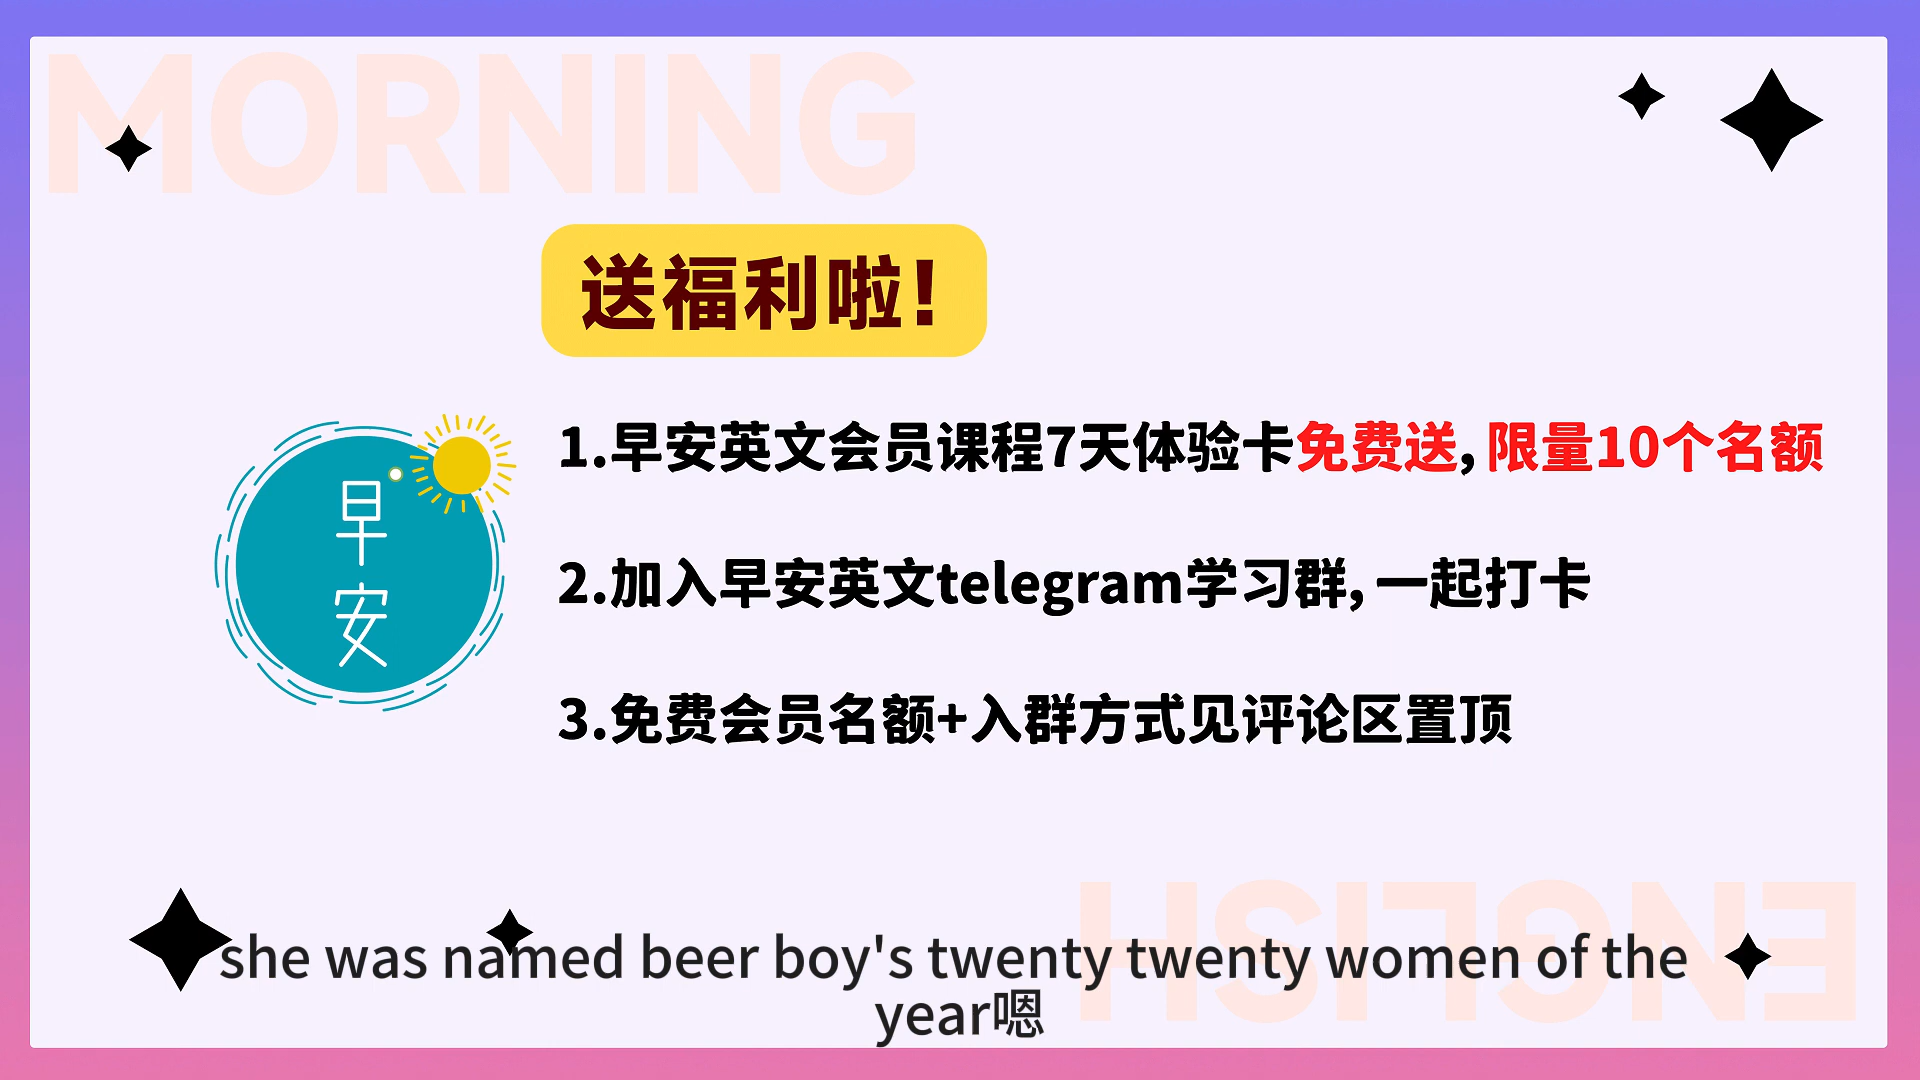 MORNING
送福利啦!
1.早安英文会员课程7天体验卡免费送,限量10个名额
早安
2.加入早安英文telegram学习群,一起打卡
3.免费会员名额+入群方式见评论区置顶
ENGLISH
she was named beer boy's twenty twenty women of the
year嗯